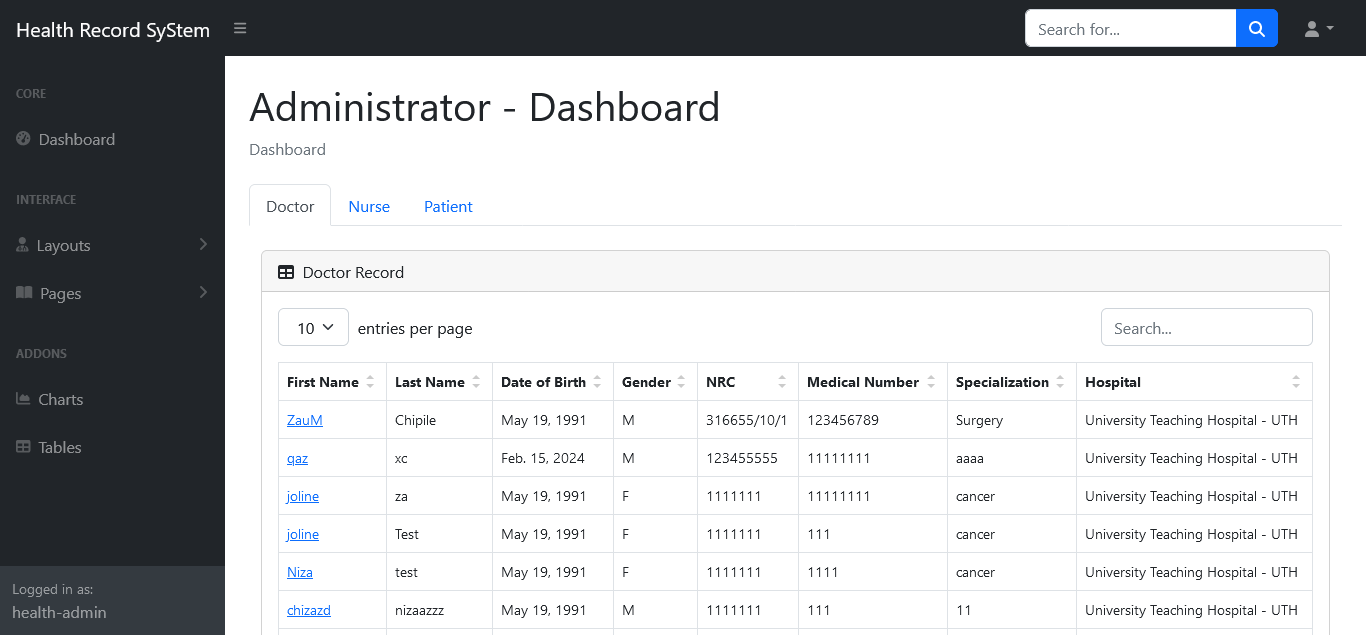 Health Record SyStem
Search for...
CORE
Dashboard
INTERFACE
Layouts
Pages
ADDONS
Charts
Tables
Logged in as:
health-admin
Administrator - Dashboard
Dashboard
Doctor Nurse Patient
Doctor Record
10 entries per page Search...
First Name Last Name Date of Birth Gender NRC Medical Number Specialization Hospital
ZauM Chipile May 19, 1991 M 316655/10/1 123456789 Surgery University Teaching Hospital - UTH
qaz xc Feb. 15, 2024 M 123455555 11111111 aaaa University Teaching Hospital - UTH
joline za May 19, 1991 F 1111111 11111111 cancer University Teaching Hospital - UTH
joline Test May 19, 1991 F 1111111 111 cancer University Teaching Hospital - UTH
Niza test May 19, 1991 F 1111111 1111 cancer University Teaching Hospital - UTH
chizazd nizaazzz May 19, 1991 M 1111111 111 11 University Teaching Hospital - UTH